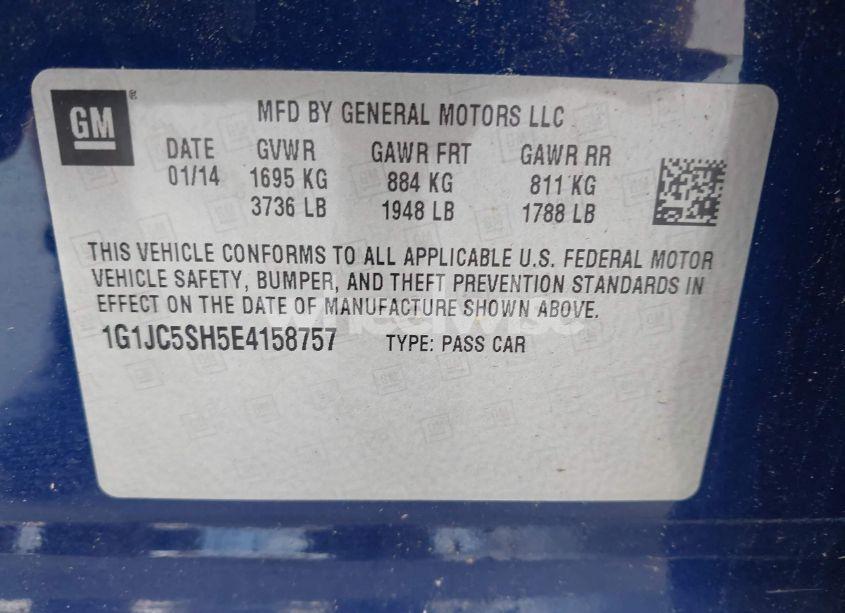 GM
MFD BY GENERAL MOTORS LLC
DATE GVWR GAWR FRT GAWR RR
01/14 1695 KG 884 KG 811 KG
3736 LB 1948 LB 1788 LB
THIS VEHICLE CONFORMS TO ALL APPLICABLE U.S. FEDERAL MOTOR
VEHICLE SAFETY, BUMPER, AND THEFT PREVENTION STANDARDS IN
EFFECT ON THE DATE OF MANUFACTURE SHOWN ABOVE.
1G1JC5SH5E4158757 TYPE: PASS CAR